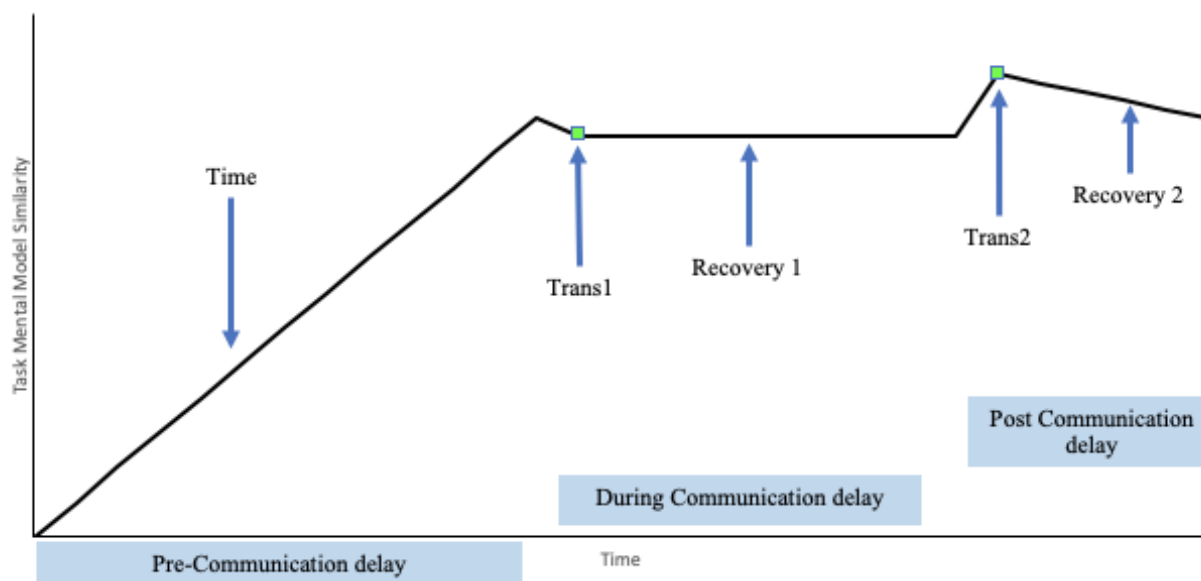 Task Mental Model Similarity
Time
Trans1
Recovery 1
Trans2
Recovery 2
Post Communication
delay
During Communication delay
Pre-Communication delay
Time